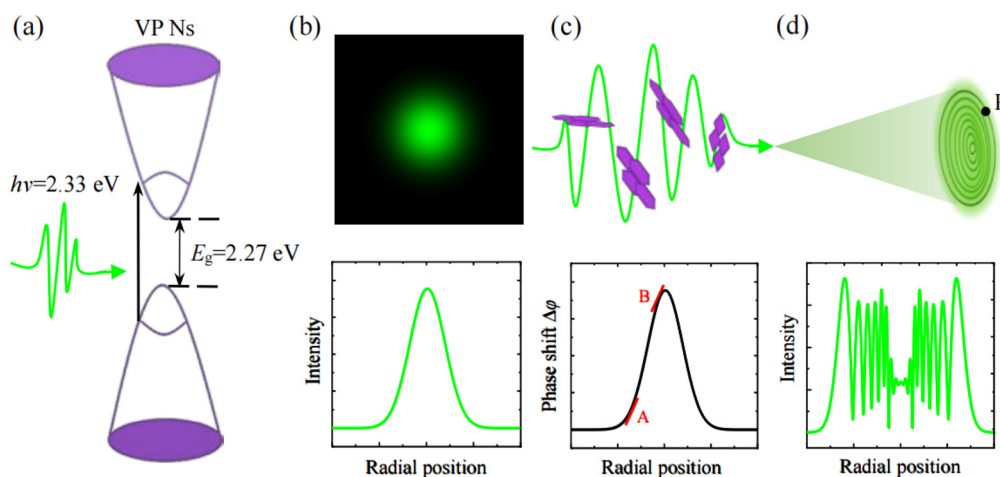 (a)
VP Ns
hν=2.33 eV
Eg=2.27 eV
(b)
Intensity
Radial position
(c)
Phase shift Δφ
B
A
Radial position
(d)
Intensity
Radial position